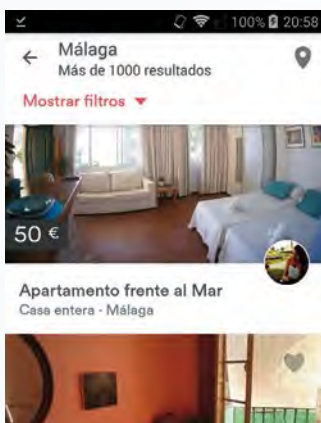 100% 20:58
Málaga
Más de 1000 resultados
Mostrar filtros
50 €
Apartamento frente al Mar
Casa entera - Málaga